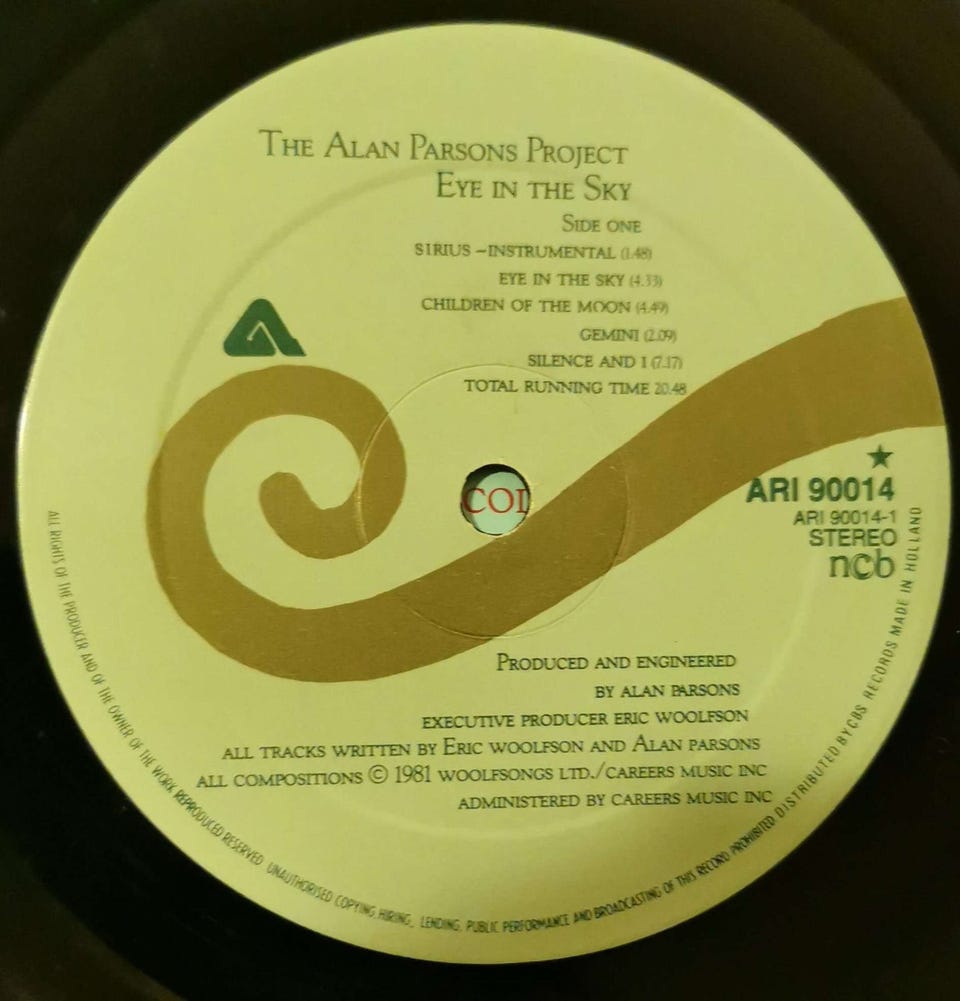 The Alan Parsons Project
Eye in the Sky
Side one
SIRIUS – INSTRUMENTAL (1.48)
EYE IN THE SKY (4.33)
CHILDREN OF THE MOON (4.49)
GEMINI (2.09)
SILENCE AND I (7.17)
TOTAL RUNNING TIME 20.48
COL
ARI 90014
ARI 90014-1
STEREO
ncb
Produced and engineered
by Alan Parsons
Executive Producer Eric Woolfson
All tracks written by Eric Woolfson and Alan Parsons
All compositions © 1981 Woolfsongs Ltd./Careers Music Inc
Administered by Careers Music Inc
ALL RIGHTS OF THE PRODUCER AND OF THE OWNER OF THE WORK REPRODUCED RESERVED. UNAUTHORISED COPYING, HIRING, LENDING, PUBLIC PERFORMANCE AND BROADCASTING OF THIS RECORD PROHIBITED DISTRIBUTED BY CBS RECORDS MADE IN HOLLAND